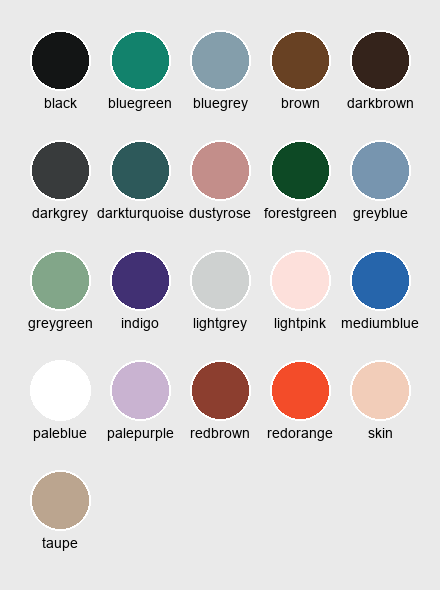 black bluegreen bluegrey brown darkbrown
darkgrey darkturquoise dustyrose forestgreen greyblue
greygreen indigo lightgrey lightpink mediumblue
paleblue palepurple redbrown redorange skin
taupe